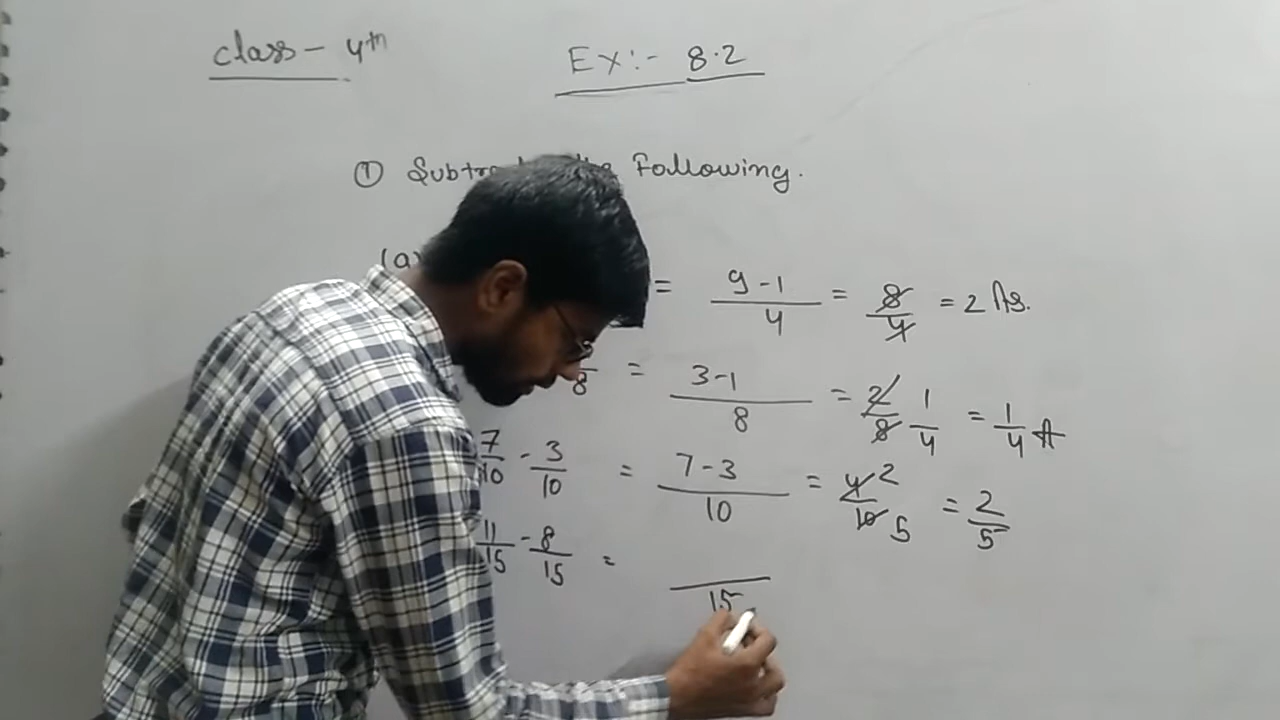 class - 4th
Ex:- 8.2
① Subtra the Following.
(a) = 9-1/4 = 8/4 = 2 As.
/8 = 3-1/8 = 2/8 1/4 = 1/4 A
7/10 - 3/10 = 7-3/10 = 4/10 2/5 = 2/5
11/15 - 8/15 = /15